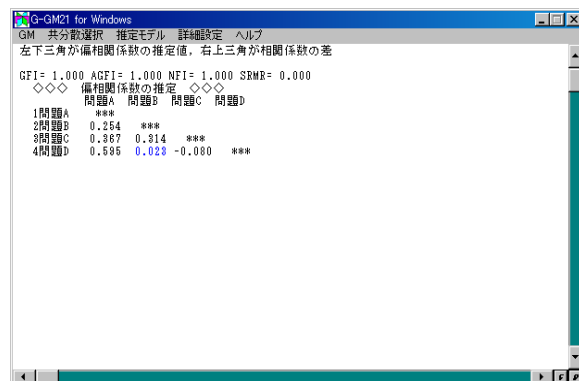 G-GM21 for Windows
GM 共分散選択 推定モデル 詳細設定 ヘルプ
左下三角が偏相関係数の推定値，右上三角が相関係数の差
GFI= 1.000 AGFI= 1.000 NFI= 1.000 SRMR= 0.000
◇◇◇ 偏相関係数の推定 ◇◇◇
問題A 問題B 問題C 問題D
1問題A ***
2問題B 0.254 ***
3問題C 0.367 0.314 ***
4問題D 0.595 0.023 -0.080 ***
F P